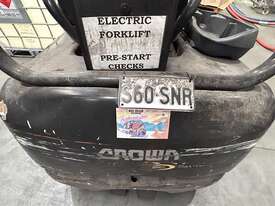 ELECTRIC
FORKLIFT
PRE-START
CHECKS
S60·SNR
CROWN